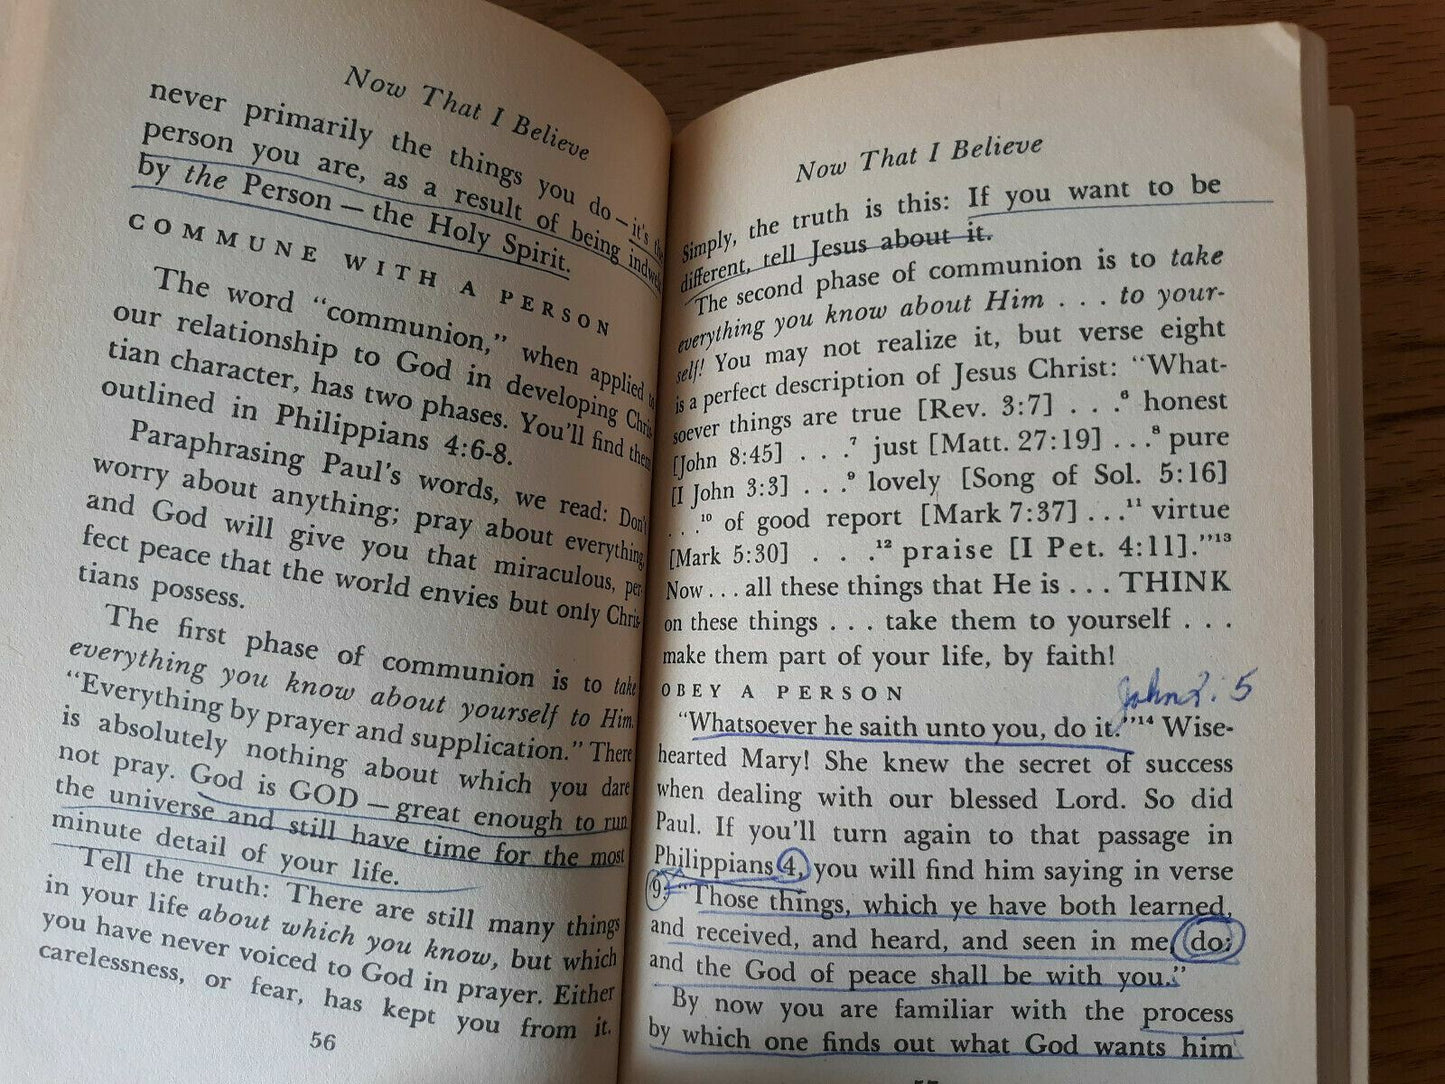 Now That I Believe
never primarily the things you do — it's the
person you are, as a result of being indwelt
by the Person — the Holy Spirit.
COMMUNE WITH A PERSON
The word "communion," when applied to
our relationship to God in developing Chris-
tian character, has two phases. You'll find them
outlined in Philippians 4:6-8.
Paraphrasing Paul's words, we read: Don't
worry about anything; pray about everything,
and God will give you that miraculous, per-
fect peace that the world envies but only Chris-
tians possess.
The first phase of communion is to take
everything you know about yourself to Him.
"Everything by prayer and supplication." There
is absolutely nothing about which you dare
not pray. God is GOD — great enough to run
the universe and still have time for the most
minute detail of your life.
Tell the truth: There are still many things
in your life about which you know, but which
you have never voiced to God in prayer. Either
carelessness, or fear, has kept you from it.
56
Now That I Believe
Simply, the truth is this: If you want to be
different, tell Jesus about it.
The second phase of communion is to take
everything you know about Him . . . to your-
self! You may not realize it, but verse eight
is a perfect description of Jesus Christ: "What-
soever things are true [Rev. 3:7] . . .⁶ honest
[John 8:45] . . .⁷ just [Matt. 27:19] . . .⁸ pure
[I John 3:3] . . .⁹ lovely [Song of Sol. 5:16]
. . .¹⁰ of good report [Mark 7:37] . . .¹¹ virtue
[Mark 5:30] . . .¹² praise [I Pet. 4:11]."¹³
Now . . . all these things that He is . . . THINK
on these things . . . take them to yourself . . .
make them part of your life, by faith!
OBEY A PERSON
John 2:5
"Whatsoever he saith unto you, do it."¹⁴ Wise-
hearted Mary! She knew the secret of success
when dealing with our blessed Lord. So did
Paul. If you'll turn again to that passage in
Philippians 4, you will find him saying in verse
9, "Those things, which ye have both learned,
and received, and heard, and seen in me, do:
and the God of peace shall be with you."
By now you are familiar with the process
by which one finds out what God wants him